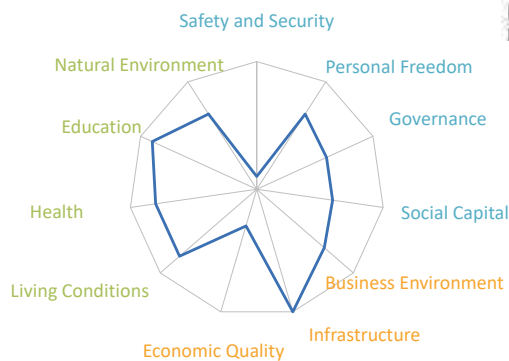 Safety and Security
Natural Environment
Personal Freedom
Education
Governance
Health
Social Capital
Living Conditions
Business Environment
Infrastructure
Economic Quality